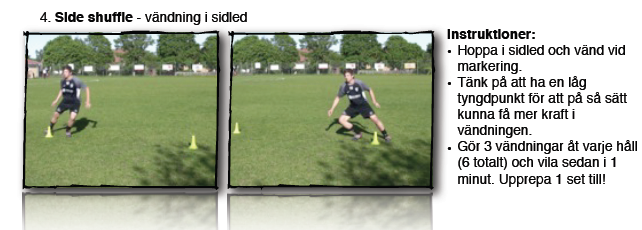 4. Side shuffle - vändning i sidled
Instruktioner:
• Hoppa i sidled och vänd vid
markering.
• Tänk på att ha en låg
tyngdpunkt för att på så sätt
kunna få mer kraft i
vändningen.
• Gör 3 vändningar åt varje håll
(6 totalt) och vila sedan i 1
minut. Upprepa 1 set till!